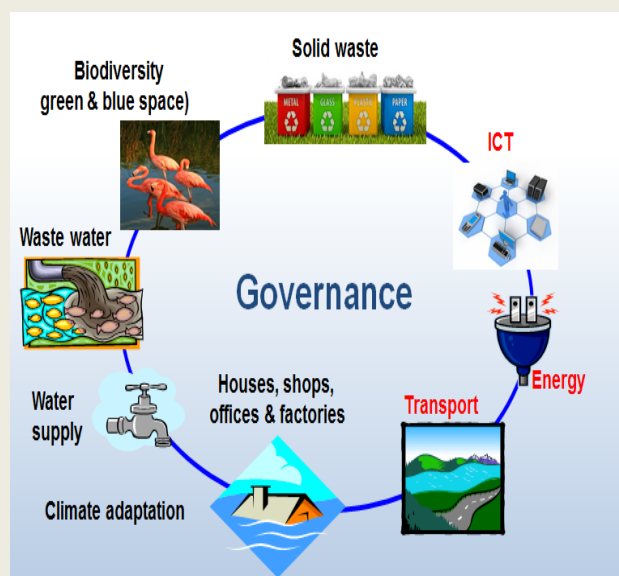 Solid waste
Biodiversity
green & blue space)
METAL
GLASS
PLASTIC
PAPER
ICT
Waste water
Governance
Energy
Houses, shops,
offices & factories
Transport
Water
supply
Climate adaptation